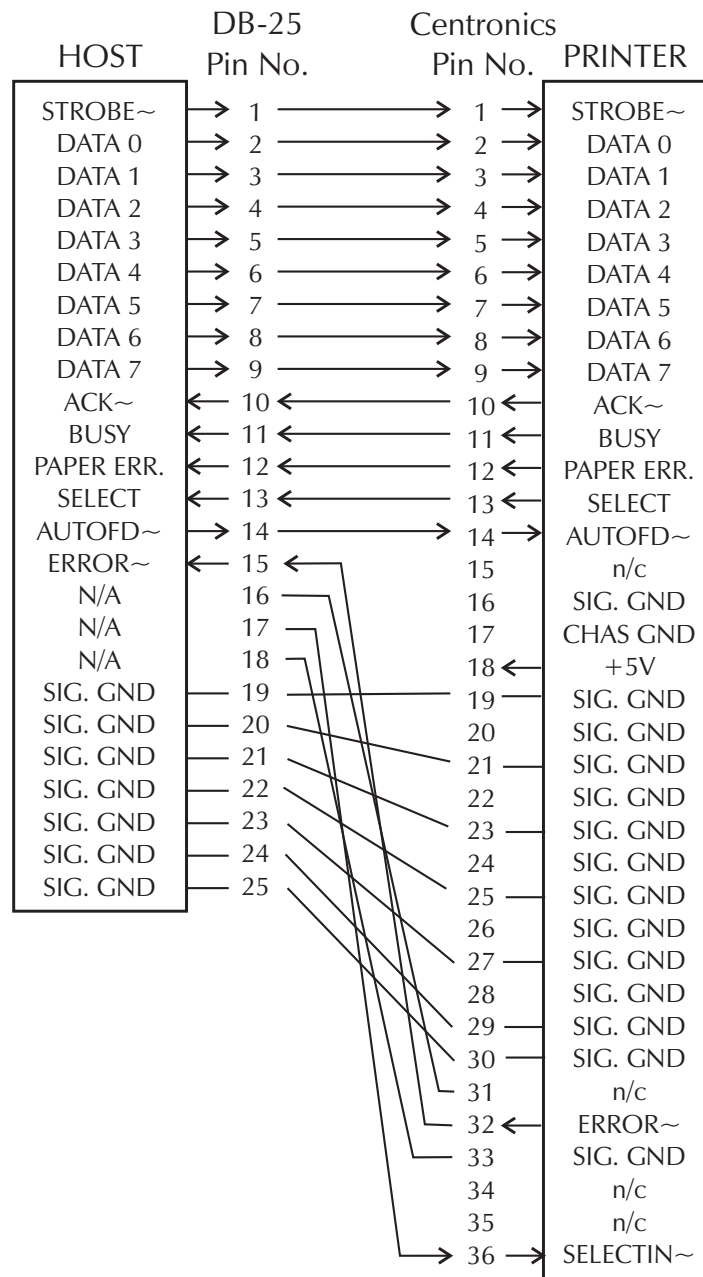 DB-25 Centronics
HOST Pin No. Pin No. PRINTER
STROBE~ 1 1 STROBE~
DATA 0 2 2 DATA 0
DATA 1 3 3 DATA 1
DATA 2 4 4 DATA 2
DATA 3 5 5 DATA 3
DATA 4 6 6 DATA 4
DATA 5 7 7 DATA 5
DATA 6 8 8 DATA 6
DATA 7 9 9 DATA 7
ACK~ 10 10 ACK~
BUSY 11 11 BUSY
PAPER ERR. 12 12 PAPER ERR.
SELECT 13 13 SELECT
AUTOFD~ 14 14 AUTOFD~
ERROR~ 15 15 n/c
N/A 16 16 SIG. GND
N/A 17 17 CHAS GND
N/A 18 18 +5V
SIG. GND 19 19 SIG. GND
SIG. GND 20 20 SIG. GND
SIG. GND 21 21 SIG. GND
SIG. GND 22 22 SIG. GND
SIG. GND 23 23 SIG. GND
SIG. GND 24 24 SIG. GND
SIG. GND 25 25 SIG. GND
26 SIG. GND
27 SIG. GND
28 SIG. GND
29 SIG. GND
30 SIG. GND
31 n/c
32 ERROR~
33 SIG. GND
34 n/c
35 n/c
36 SELECTIN~